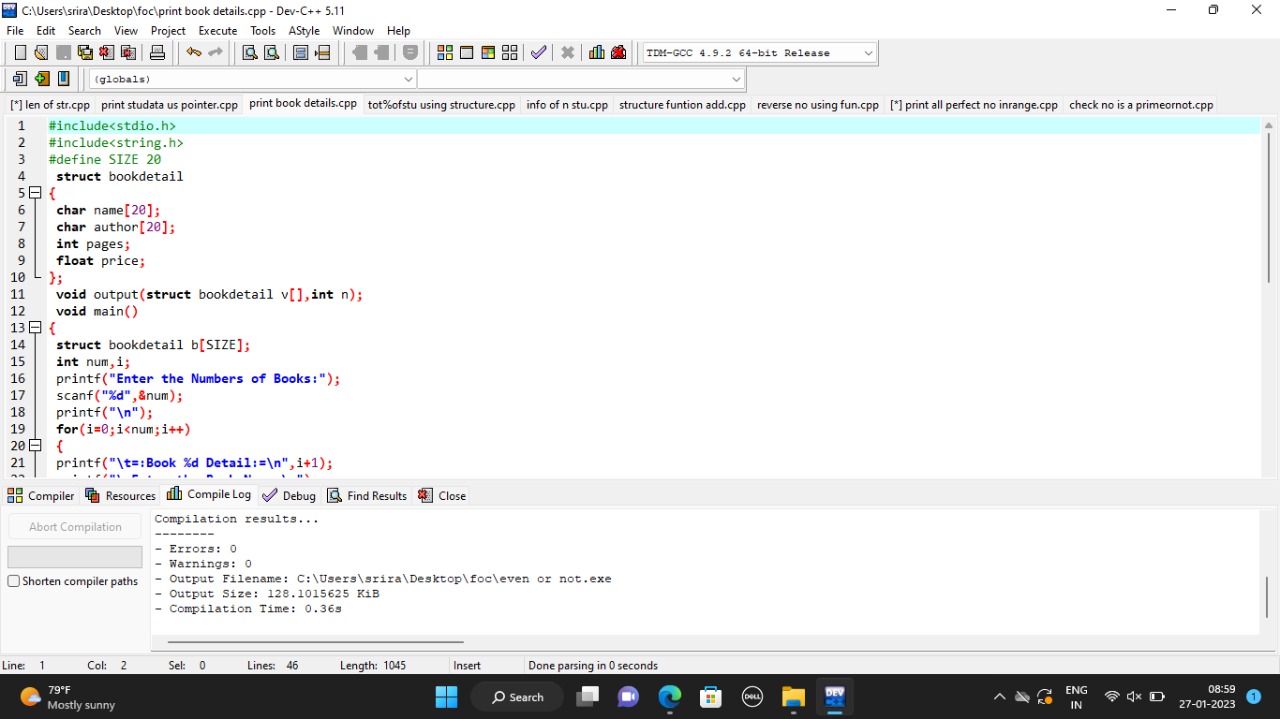 C:\Users\srira\Desktop\foc\print book details.cpp - Dev-C++ 5.11
File Edit Search View Project Execute Tools AStyle Window Help
TDM-GCC 4.9.2 64-bit Release
(globals)
[*] len of str.cpp print studata us pointer.cpp print book details.cpp tot%ofstu using structure.cpp info of n stu.cpp structure funtion add.cpp reverse no using fun.cpp [*] print all perfect no inrange.cpp check no is a primeornot.cpp
1 #include<stdio.h>
2 #include<string.h>
3 #define SIZE 20
4 struct bookdetail
5 {
6 char name[20];
7 char author[20];
8 int pages;
9 float price;
10 };
11 void output(struct bookdetail v[],int n);
12 void main()
13 {
14 struct bookdetail b[SIZE];
15 int num,i;
16 printf("Enter the Numbers of Books:");
17 scanf("%d",&num);
18 printf("\n");
19 for(i=0;i<num;i++)
20 {
21 printf("\t=:Book %d Detail:=\n",i+1);
Compiler Resources Compile Log Debug Find Results Close
Abort Compilation
Shorten compiler paths
Compilation results...
--------
- Errors: 0
- Warnings: 0
- Output Filename: C:\Users\srira\Desktop\foc\even or not.exe
- Output Size: 128.1015625 KiB
- Compilation Time: 0.36s
Line: 1 Col: 2 Sel: 0 Lines: 46 Length: 1045 Insert Done parsing in 0 seconds
79°F
Mostly sunny
Search
DELL
DEV
ENG
IN
08:59
27-01-2023
1